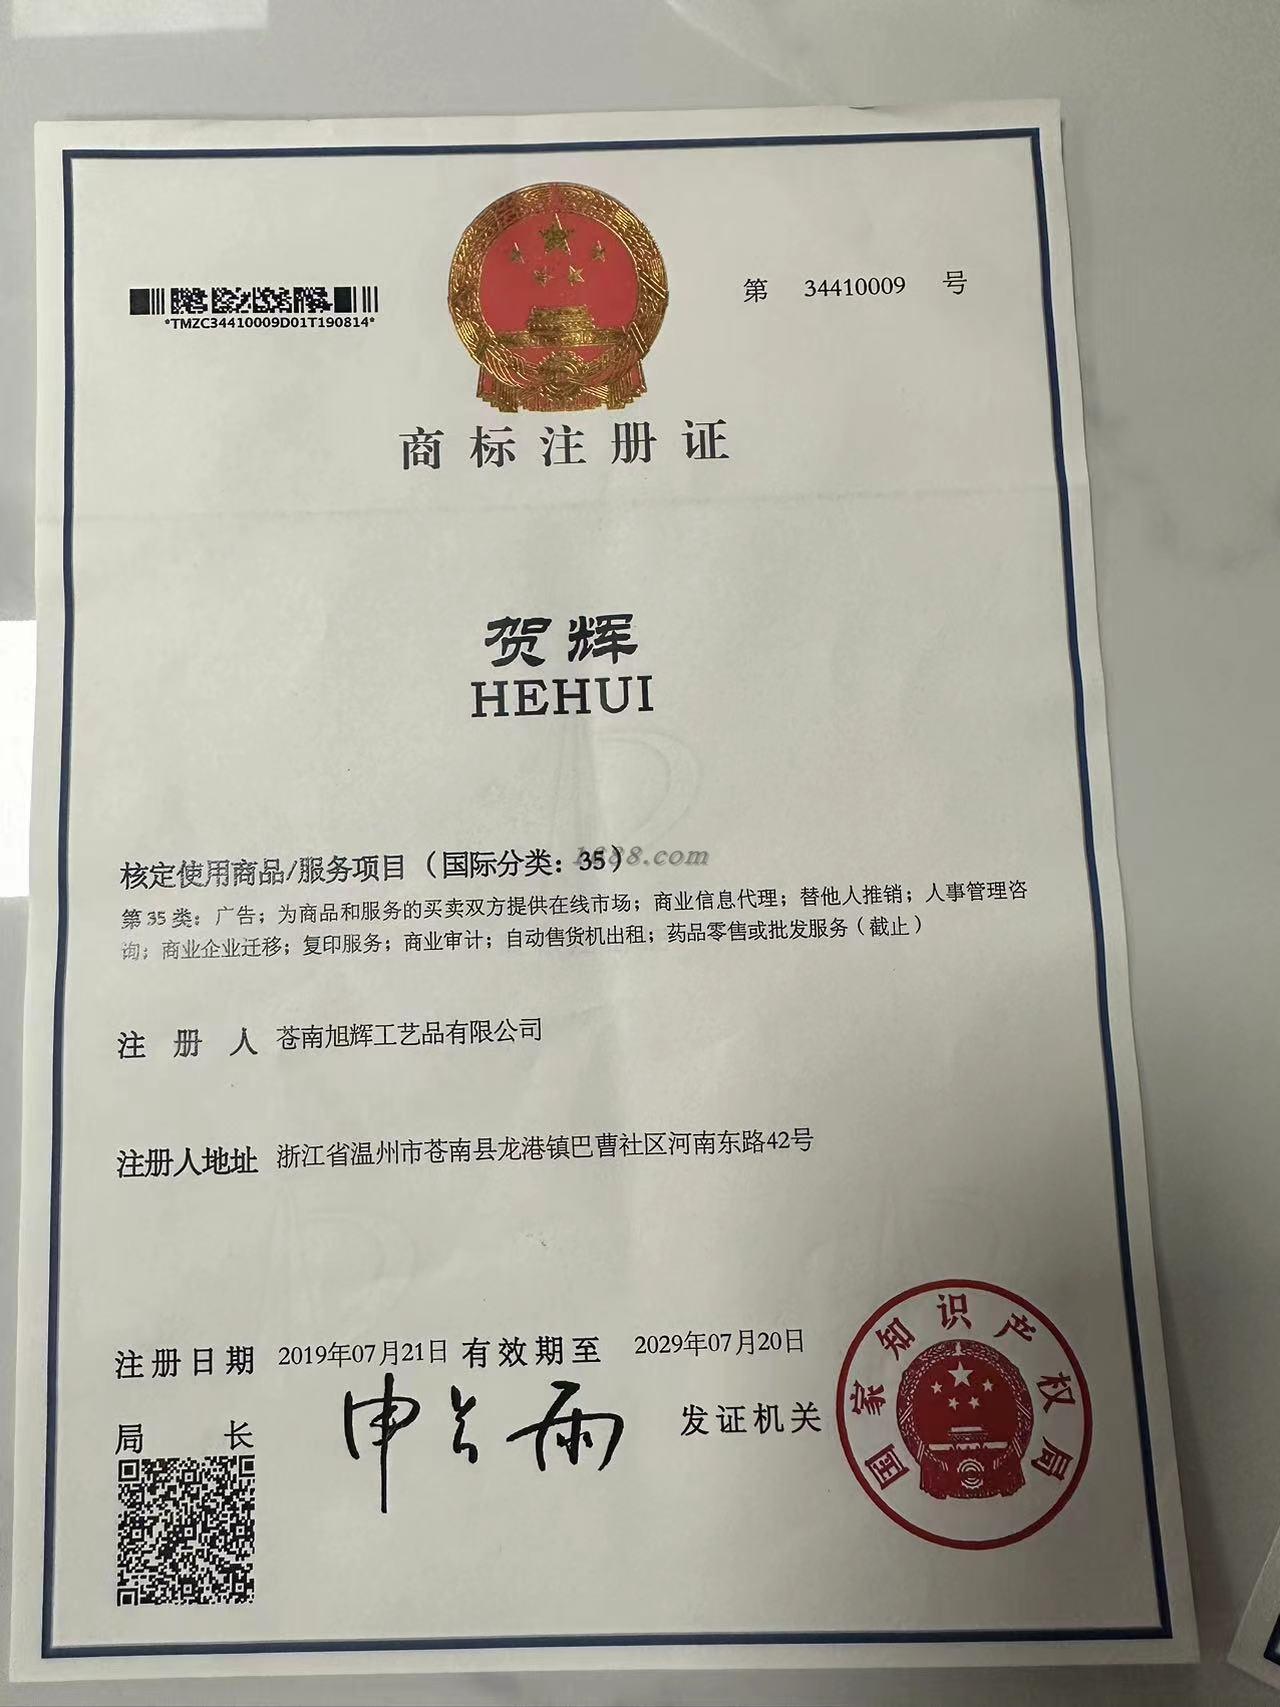 第 34410009 号
*TMZC34410009D01T190814*
商标注册证
贺辉
HEHUI
核定使用商品/服务项目（国际分类：35）
1688.com
第35类：广告；为商品和服务的买卖双方提供在线市场；商业信息代理；替他人推销；人事管理咨
询；商业企业迁移；复印服务；商业审计；自动售货机出租；药品零售或批发服务（截止）
注册人 苍南旭辉工艺品有限公司
注册人地址 浙江省温州市苍南县龙港镇巴曹社区河南东路42号
注册日期 2019年07月21日 有效期至 2029年07月20日
局长 申长雨 发证机关
国家知识产权局